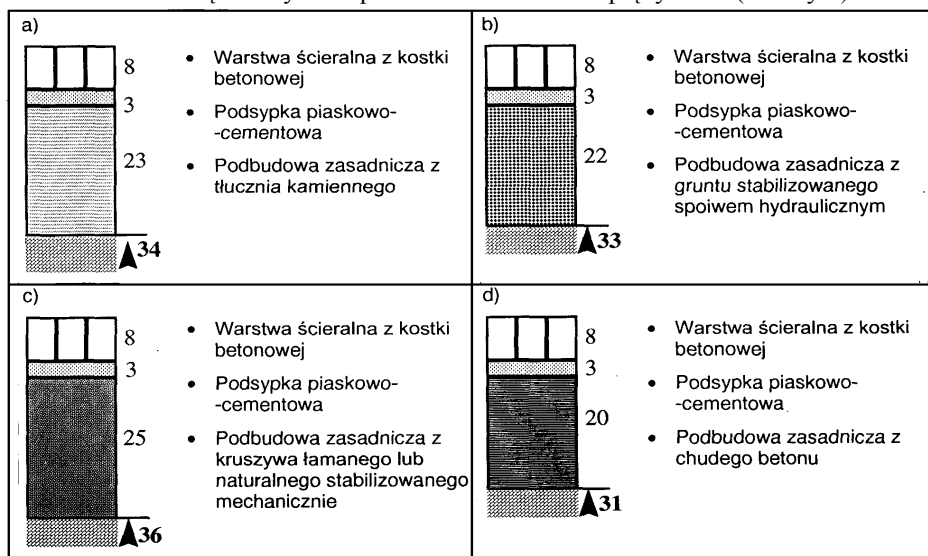 a)
8
3
23
34
• Warstwa ścieralna z kostki
betonowej
• Podsypka piaskowo-
-cementowa
• Podbudowa zasadnicza z
tłucznia kamiennego
b)
8
3
22
33
• Warstwa ścieralna z kostki
betonowej
• Podsypka piaskowo-
-cementowa
• Podbudowa zasadnicza z
gruntu stabilizowanego
spoiwem hydraulicznym
c)
8
3
25
36
• Warstwa ścieralna z kostki
betonowej
• Podsypka piaskowo-
-cementowa
• Podbudowa zasadnicza z
kruszywa łamanego lub
naturalnego stabilizowanego
mechanicznie
d)
8
3
20
31
• Warstwa ścieralna z kostki
betonowej
• Podsypka piaskowo-
-cementowa
• Podbudowa zasadnicza z
chudego betonu